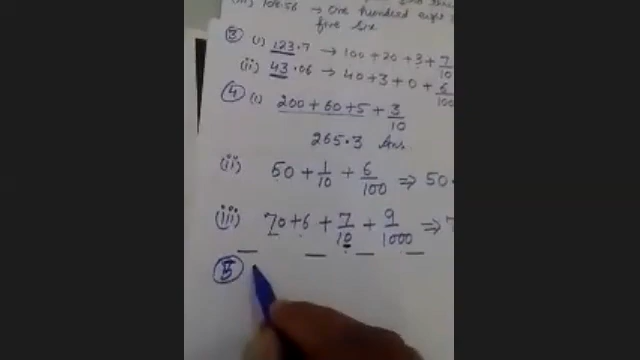 108.56 → One hundred eight
five six
③ (i) 123.7 → 100 + 20 + 3 + 7/10
(ii) 43.06 → 40 + 3 + 0 + 6/100
④ (i) 200 + 60 + 5 + 3/10
265.3 Ans.
(ii) 50 + 1/10 + 6/100 ⇒ 50.
(iii) 70 + 6 + 7/10 + 9/1000 ⇒ 7
⑤